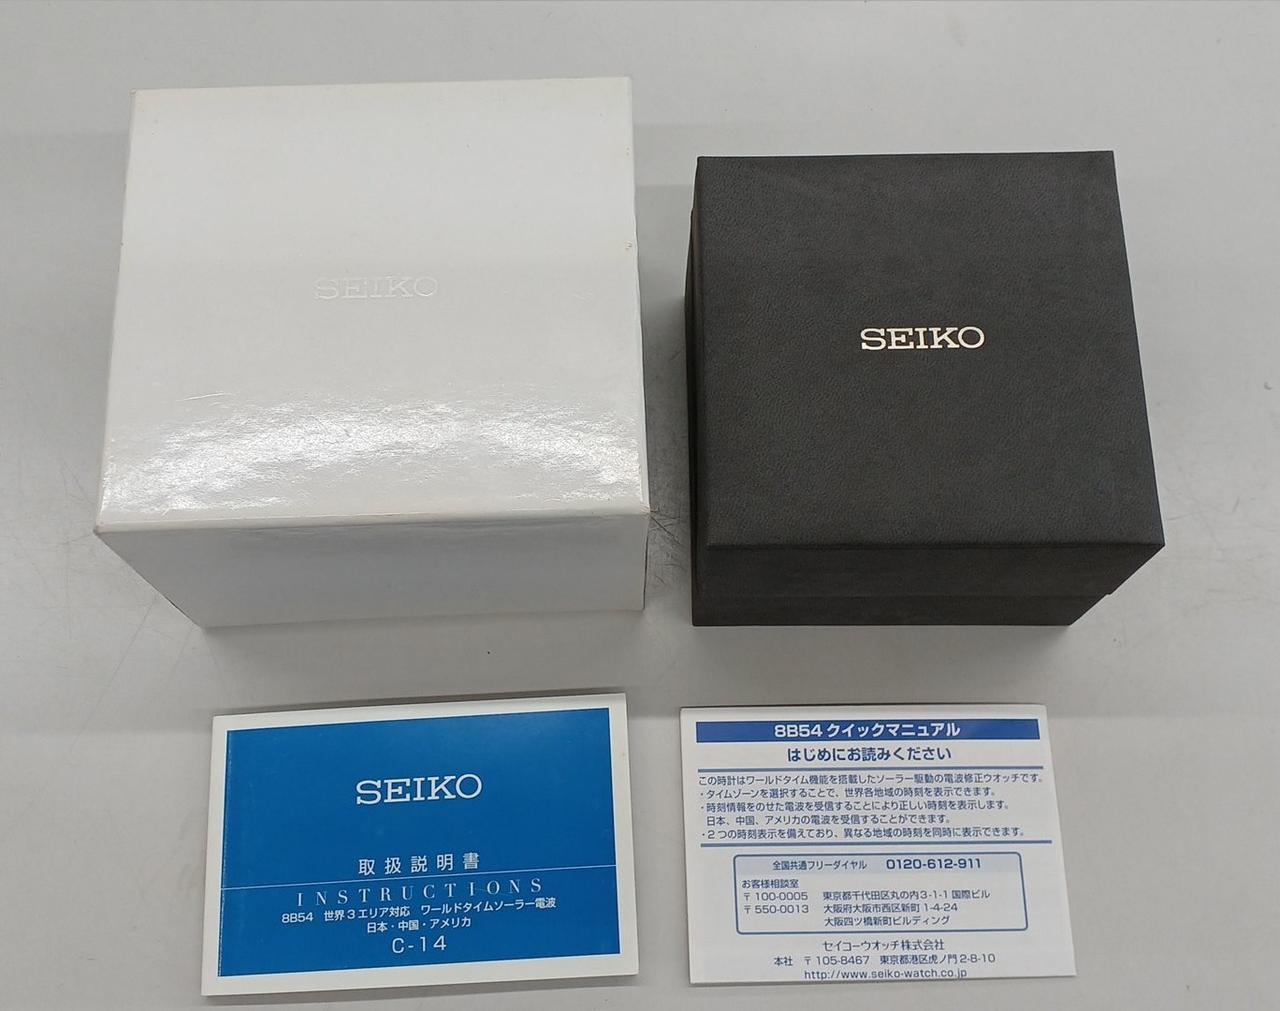 SEIKO
SEIKO
SEIKO
取扱説明書
INSTRUCTIONS
8B54 世界3エリア対応 ワールドタイムソーラー電波
日本・中国・アメリカ
C-14
8B54 クイックマニュアル
はじめにお読みください
この時計はワールドタイム機能を搭載したソーラー駆動の電波修正ウオッチです。
・タイムゾーンを選択することで、世界各地域の時刻を表示できます。
・時刻情報をのせた電波を受信することにより正しい時刻を表示します。
日本、中国、アメリカの電波を受信することができます。
・2つの時刻表示を備えており、異なる地域の時刻を同時に表示できます。
全国共通フリーダイヤル 0120-612-911
お客様相談室
〒100-0005 東京都千代田区丸の内3-1-1 国際ビル
〒550-0013 大阪府大阪市西区新町1-4-24
大阪四ツ橋新町ビルディング
セイコーウオッチ株式会社
本社 〒105-8467 東京都港区虎ノ門2-8-10
http://www.seiko-watch.co.jp